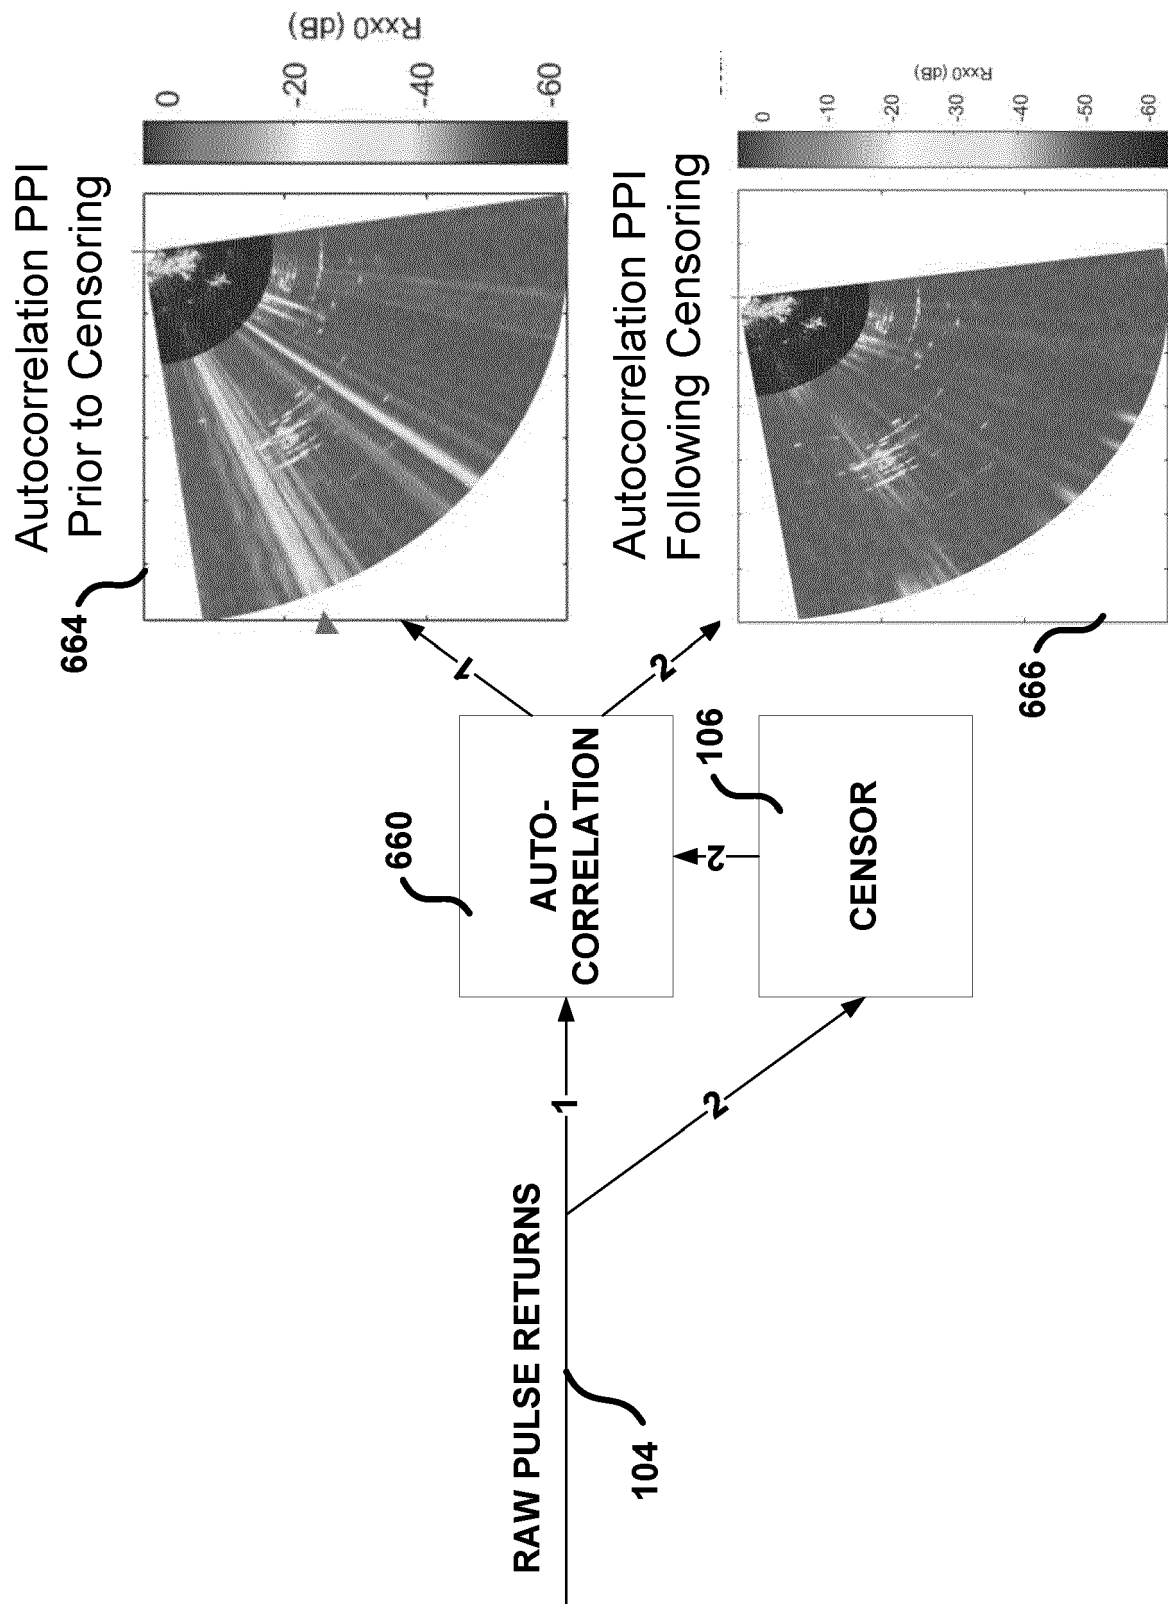 Autocorrelation PPI
Prior to Censoring
664
0
-20
-40
-60
Rxx0 (dB)
RAW PULSE RETURNS
104
1
2
660
AUTO-
CORRELATION
1
2
2
106
CENSOR
Autocorrelation PPI
Following Censoring
666
0
-10
-20
-30
-40
-50
-60
Rxx0 (dB)